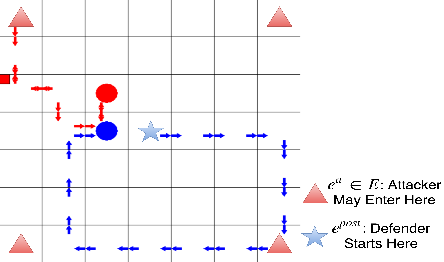 e^a ∈ E: Attacker
May Enter Here
e^post: Defender
Starts Here